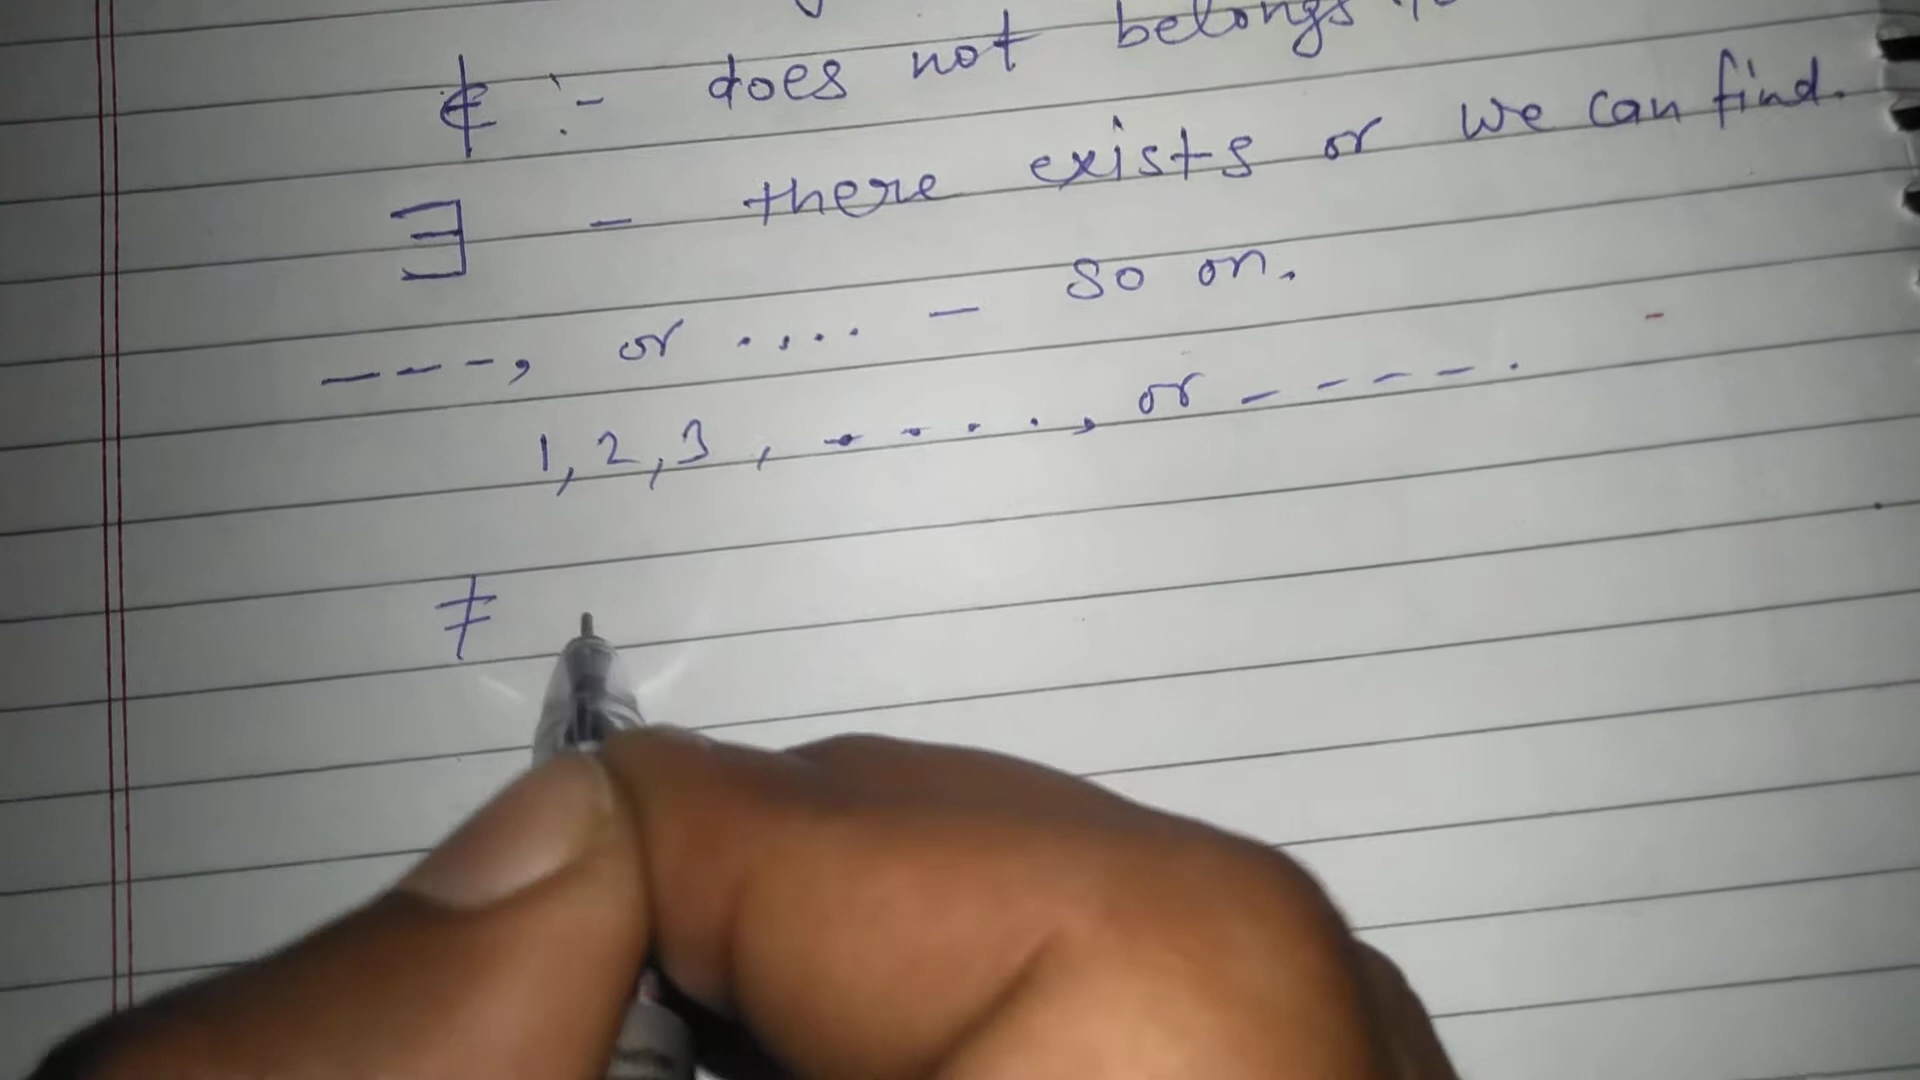 ∉ :- does not belongs
∃ - there exists or we can find.
---, or .... - so on.
1, 2, 3, ....., or -----.
≠